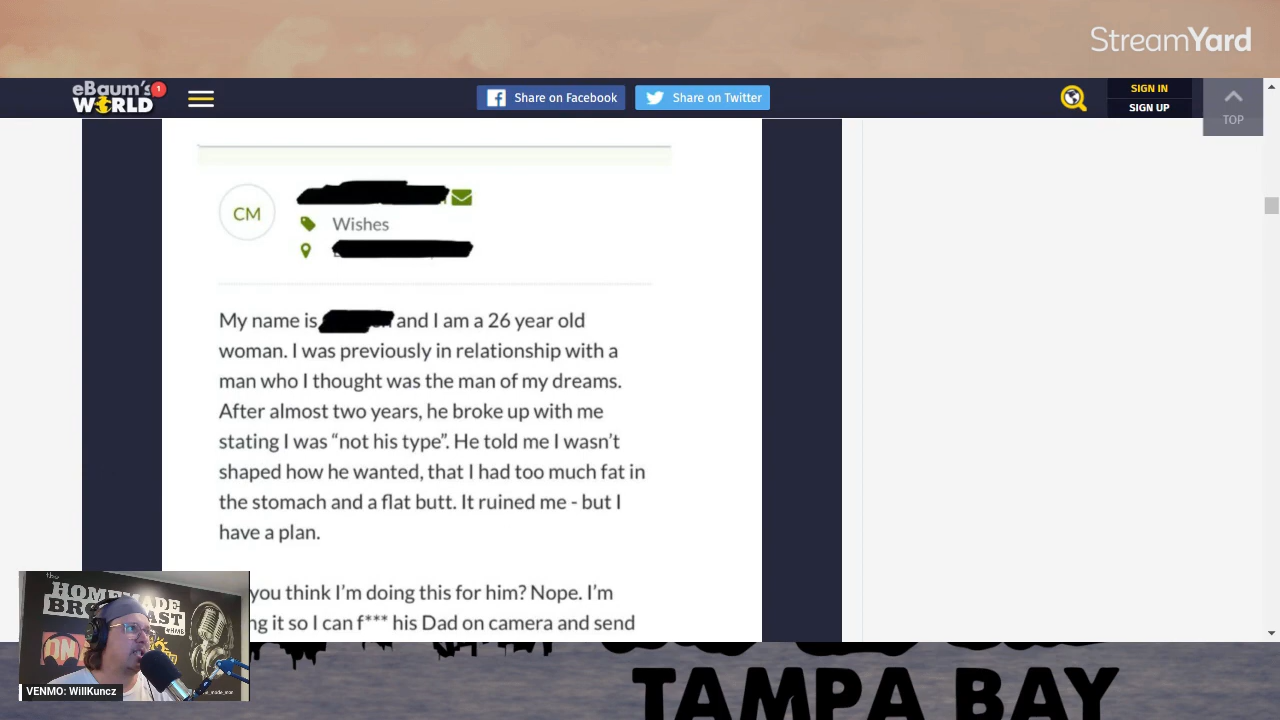 StreamYard
eBaum's
WORLD
1
Share on Facebook
Share on Twitter
SIGN IN
SIGN UP
TOP
CM
Wishes
My name is and I am a 26 year old
woman. I was previously in relationship with a
man who I thought was the man of my dreams.
After almost two years, he broke up with me
stating I was “not his type”. He told me I wasn’t
shaped how he wanted, that I had too much fat in
the stomach and a flat butt. It ruined me - but I
have a plan.
you think I’m doing this for him? Nope. I’m
ng it so I can f*** his Dad on camera and send
the
HOMEMADE
#HMB
ON
VENMO: WillKuncz
TAMPA BAY